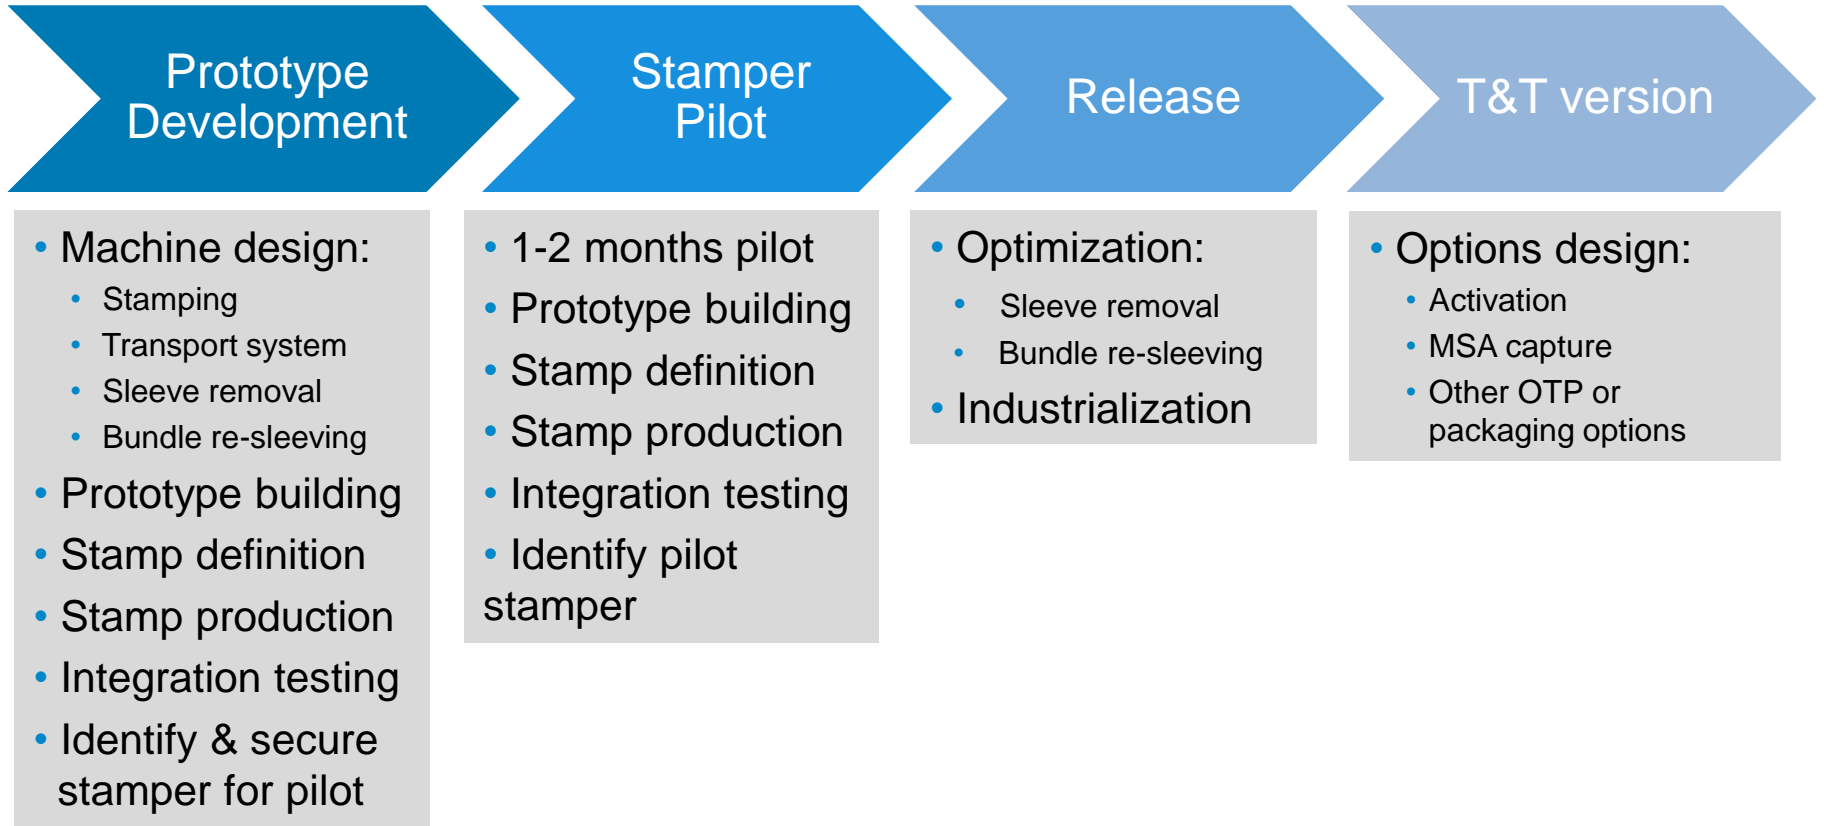 Prototype
Development
Stamper
Pilot
Release
T&T version
• Machine design:
• Stamping
• Transport system
• Sleeve removal
• Bundle re-sleeving
• Prototype building
• Stamp definition
• Stamp production
• Integration testing
• Identify & secure
stamper for pilot
• 1-2 months pilot
• Prototype building
• Stamp definition
• Stamp production
• Integration testing
• Identify pilot
stamper
• Optimization:
• Sleeve removal
• Bundle re-sleeving
• Industrialization
• Options design:
• Activation
• MSA capture
• Other OTP or
packaging options